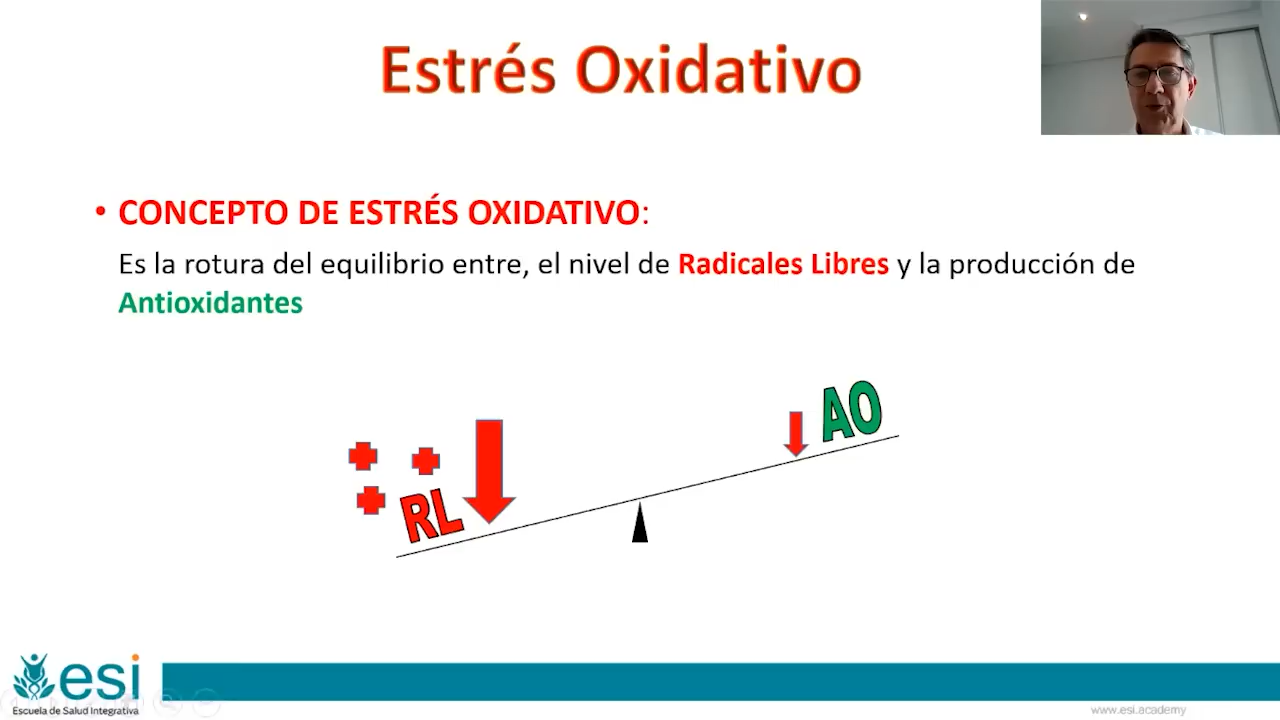 Estrés Oxidativo
• CONCEPTO DE ESTRÉS OXIDATIVO:
Es la rotura del equilibrio entre, el nivel de Radicales Libres y la producción de
Antioxidantes
AO
RL
esi
Escuela de Salud Integrativa
www.esi.academy